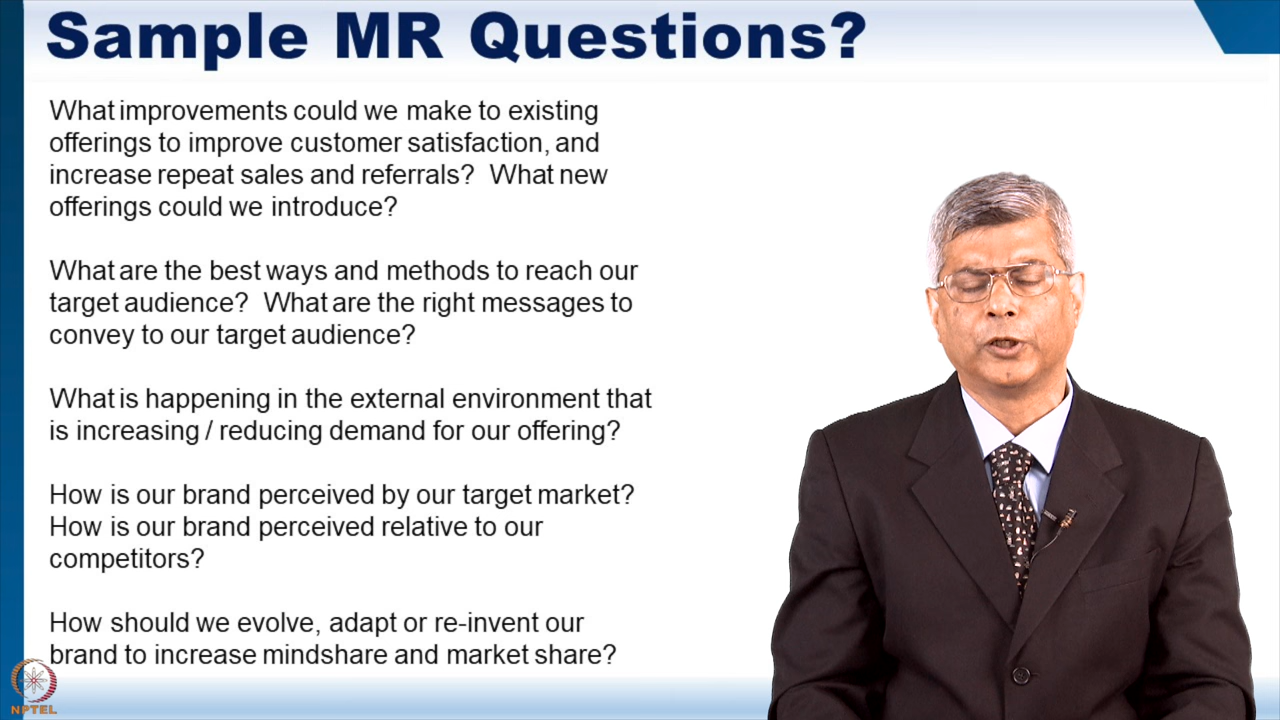 Sample MR Questions?
What improvements could we make to existing
offerings to improve customer satisfaction, and
increase repeat sales and referrals? What new
offerings could we introduce?
What are the best ways and methods to reach our
target audience? What are the right messages to
convey to our target audience?
What is happening in the external environment that
is increasing / reducing demand for our offering?
How is our brand perceived by our target market?
How is our brand perceived relative to our
competitors?
How should we evolve, adapt or re-invent our
brand to increase mindshare and market share?
NPTEL